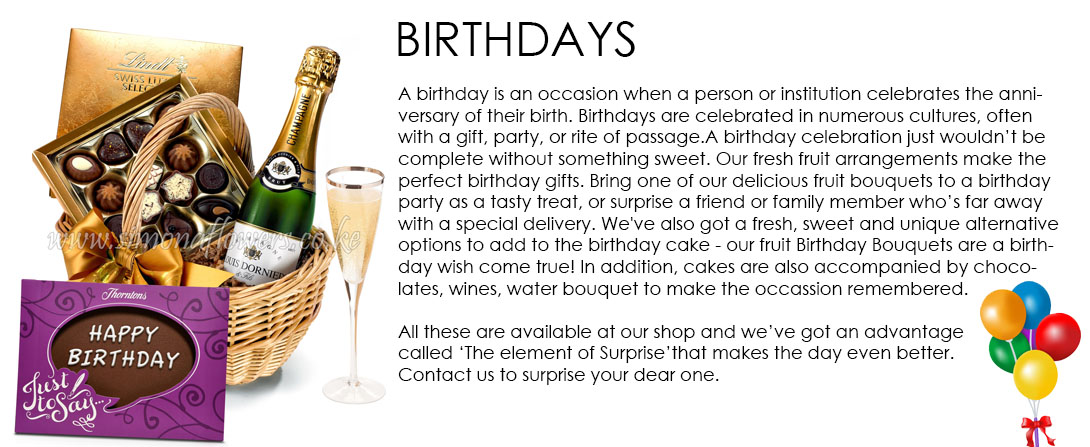 BIRTHDAYS
A birthday is an occasion when a person or institution celebrates the anni-
versary of their birth. Birthdays are celebrated in numerous cultures, often
with a gift, party, or rite of passage.A birthday celebration just wouldn’t be
complete without something sweet. Our fresh fruit arrangements make the
perfect birthday gifts. Bring one of our delicious fruit bouquets to a birthday
party as a tasty treat, or surprise a friend or family member who’s far away
with a special delivery. We've also got a fresh, sweet and unique alternative
options to add to the birthday cake - our fruit Birthday Bouquets are a birth-
day wish come true! In addition, cakes are also accompanied by choco-
lates, wines, water bouquet to make the occassion remembered.
All these are available at our shop and we’ve got an advantage
called ‘The element of Surprise’that makes the day even better.
Contact us to surprise your dear one.
Lindt
SWISS
CHAMPAGNE
BRUT
LOUIS DORNIER
www.simonaflowers.co.ke
Thorntons
HAPPY
BIRTHDAY
Just
to Say...